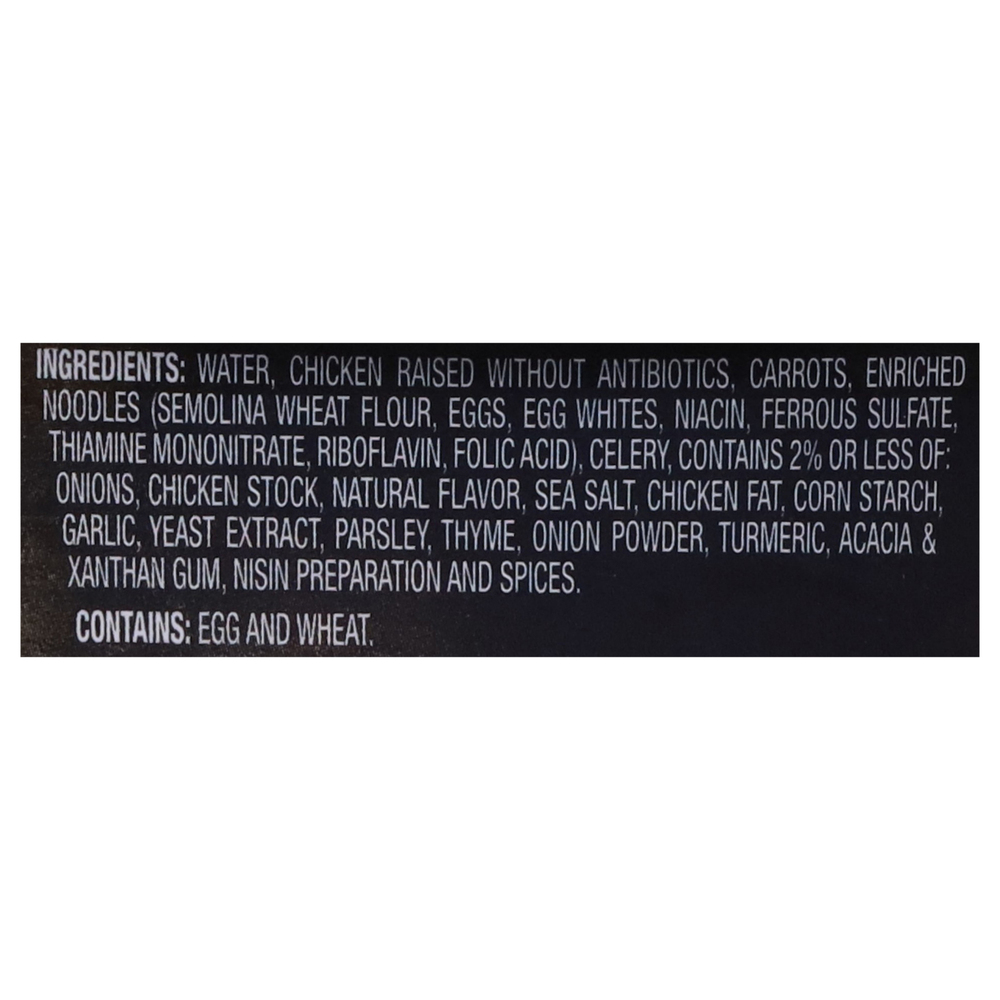 INGREDIENTS: WATER, CHICKEN RAISED WITHOUT ANTIBIOTICS, CARROTS, ENRICHED
NOODLES (SEMOLINA WHEAT FLOUR, EGGS, EGG WHITES, NIACIN, FERROUS SULFATE,
THIAMINE MONONITRATE, RIBOFLAVIN, FOLIC ACID), CELERY, CONTAINS 2% OR LESS OF:
ONIONS, CHICKEN STOCK, NATURAL FLAVOR, SEA SALT, CHICKEN FAT, CORN STARCH,
GARLIC, YEAST EXTRACT, PARSLEY, THYME, ONION POWDER, TURMERIC, ACACIA &
XANTHAN GUM, NISIN PREPARATION AND SPICES.
CONTAINS: EGG AND WHEAT.